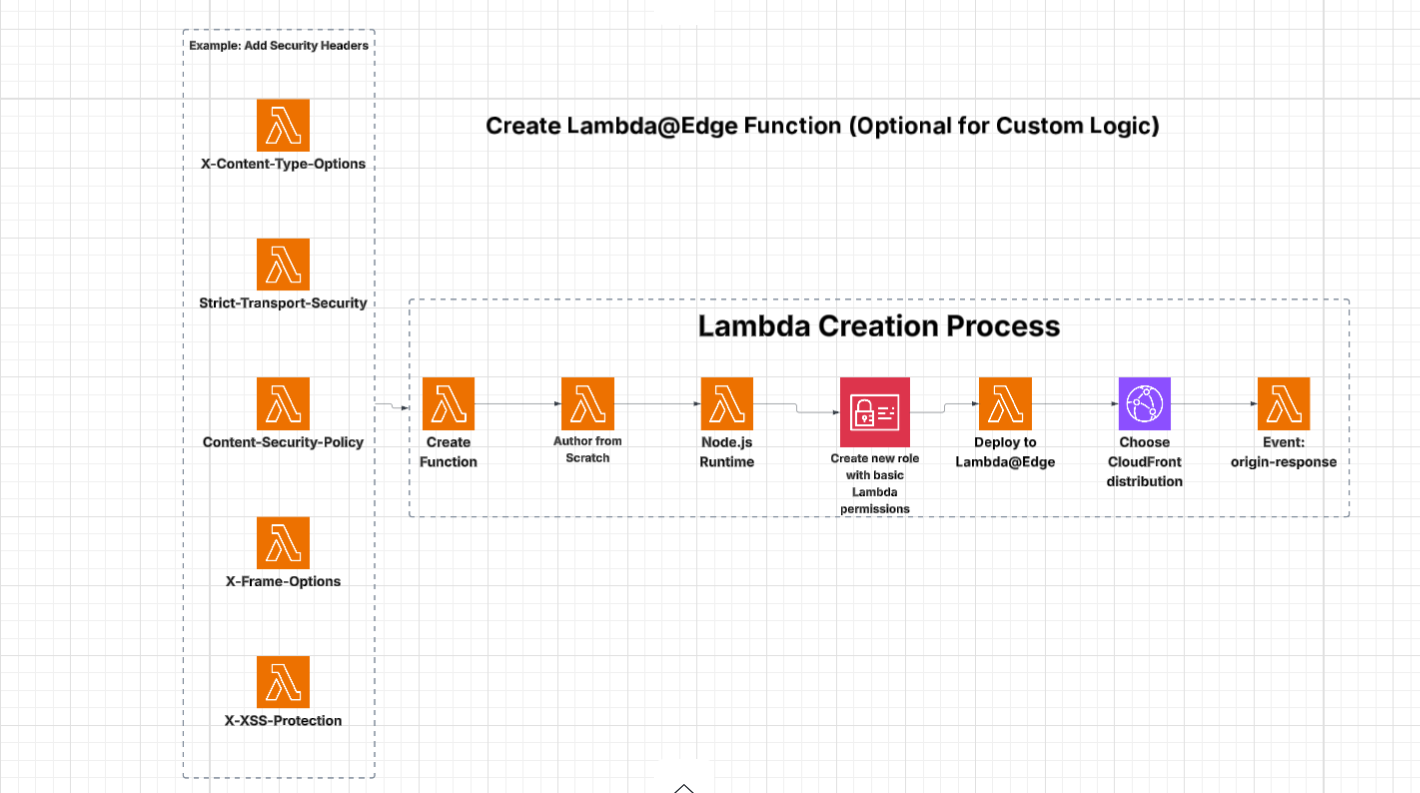 Example: Add Security Headers
X-Content-Type-Options
Strict-Transport-Security
Content-Security-Policy
X-Frame-Options
X-XSS-Protection
Create Lambda@Edge Function (Optional for Custom Logic)
Lambda Creation Process
Create
Function
Author from
Scratch
Node.js
Runtime
Create new role
with basic
Lambda
permissions
Deploy to
Lambda@Edge
Choose
CloudFront
distribution
Event:
origin-response